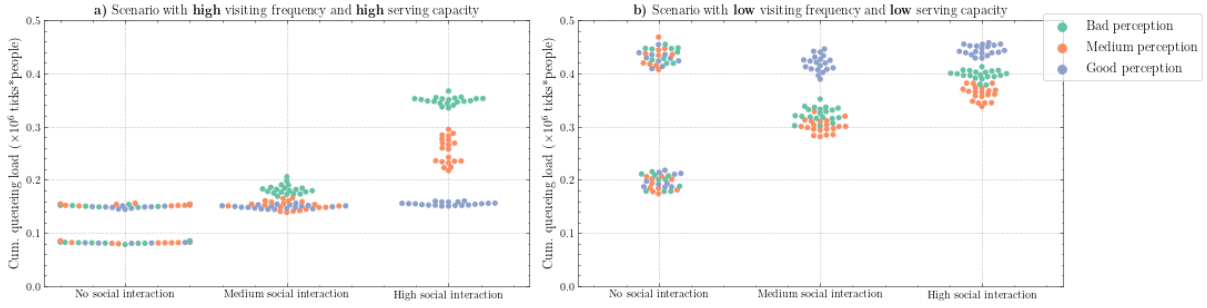 a) Scenario with high visiting frequency and high serving capacity
Cum. queueing load (×10⁶ ticks*people)
0.5
0.4
0.3
0.2
0.1
0.0
No social interaction
Medium social interaction
High social interaction
b) Scenario with low visiting frequency and low serving capacity
Cum. queueing load (×10⁶ ticks*people)
0.5
0.4
0.3
0.2
0.1
0.0
No social interaction
Medium social interaction
High social interaction
Bad perception
Medium perception
Good perception